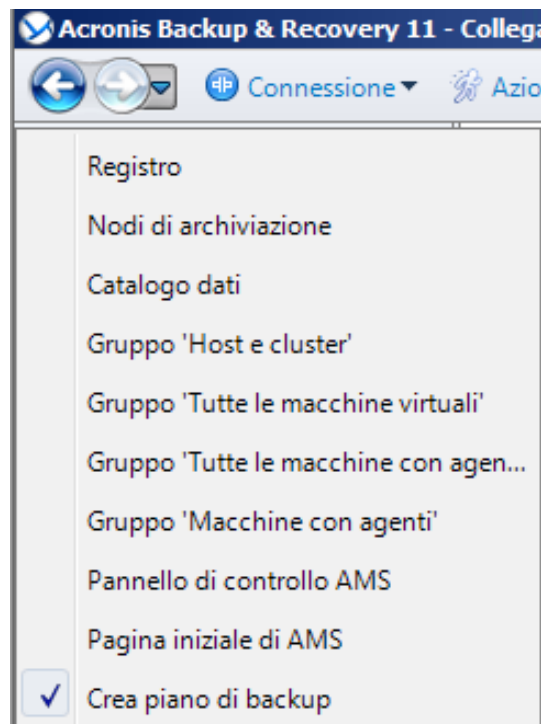 Acronis Backup & Recovery 11 - Collega
Connessione Azio
Registro
Nodi di archiviazione
Catalogo dati
Gruppo 'Host e cluster'
Gruppo 'Tutte le macchine virtuali'
Gruppo 'Tutte le macchine con agen...
Gruppo 'Macchine con agenti'
Pannello di controllo AMS
Pagina iniziale di AMS
Crea piano di backup